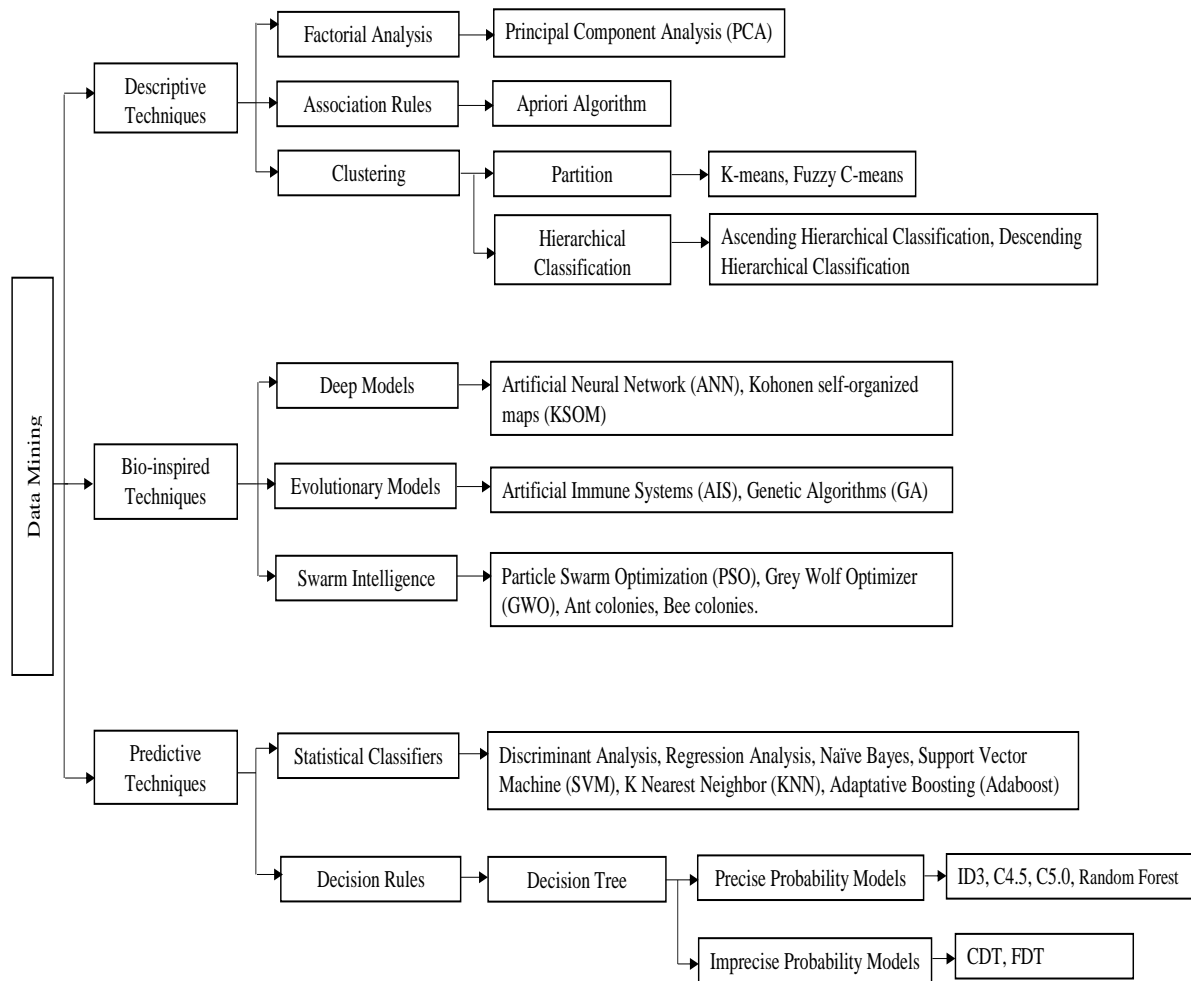 Data Mining
Descriptive
Techniques
Factorial Analysis
Principal Component Analysis (PCA)
Association Rules
Apriori Algorithm
Clustering
Partition
K-means, Fuzzy C-means
Hierarchical
Classification
Ascending Hierarchical Classification, Descending
Hierarchical Classification
Bio-inspired
Techniques
Deep Models
Artificial Neural Network (ANN), Kohonen self-organized
maps (KSOM)
Evolutionary Models
Artificial Immune Systems (AIS), Genetic Algorithms (GA)
Swarm Intelligence
Particle Swarm Optimization (PSO), Grey Wolf Optimizer
(GWO), Ant colonies, Bee colonies.
Predictive
Techniques
Statistical Classifiers
Discriminant Analysis, Regression Analysis, Naïve Bayes, Support Vector
Machine (SVM), K Nearest Neighbor (KNN), Adaptative Boosting (Adaboost)
Decision Rules
Decision Tree
Precise Probability Models
ID3, C4.5, C5.0, Random Forest
Imprecise Probability Models
CDT, FDT